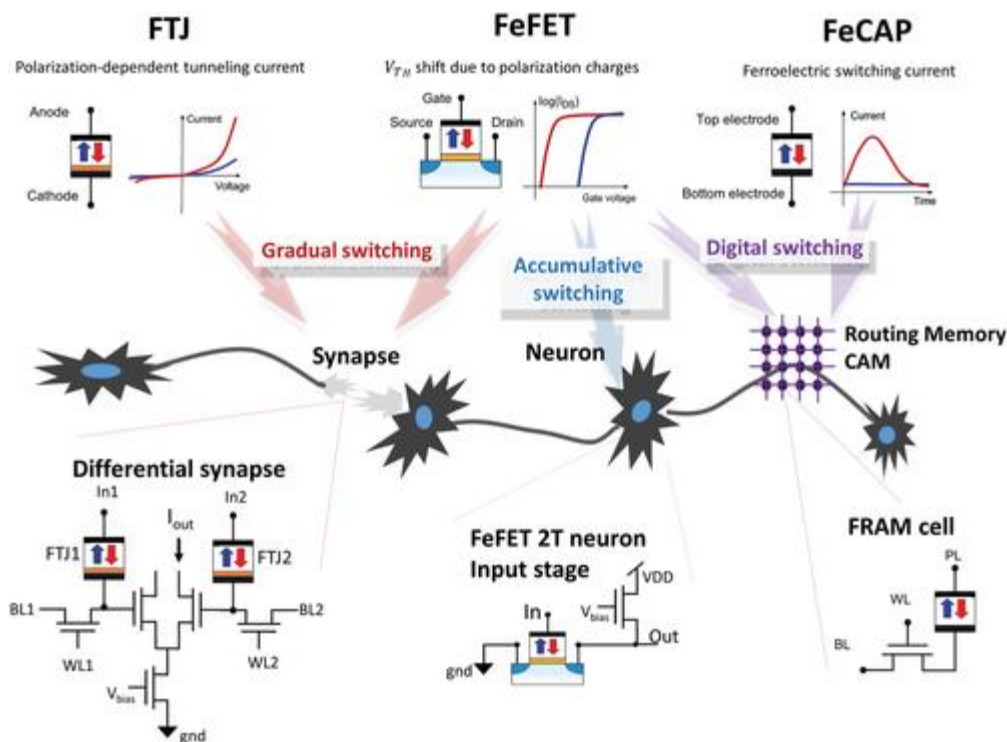 FTJ
Polarization-dependent tunneling current
Anode
Cathode
Current
Voltage
FeFET
V_TH shift due to polarization charges
Gate
Source
Drain
log(I_DS)
Gate voltage
FeCAP
Ferroelectric switching current
Top electrode
Bottom electrode
Current
Time
Gradual switching
Accumulative
switching
Digital switching
Synapse
Neuron
Routing Memory
CAM
Differential synapse
In1
In2
I_out
FTJ1
FTJ2
BL1
BL2
WL1
WL2
V_bias
gnd
FeFET 2T neuron
Input stage
VDD
V_bias
In
Out
gnd
FRAM cell
PL
WL
BL